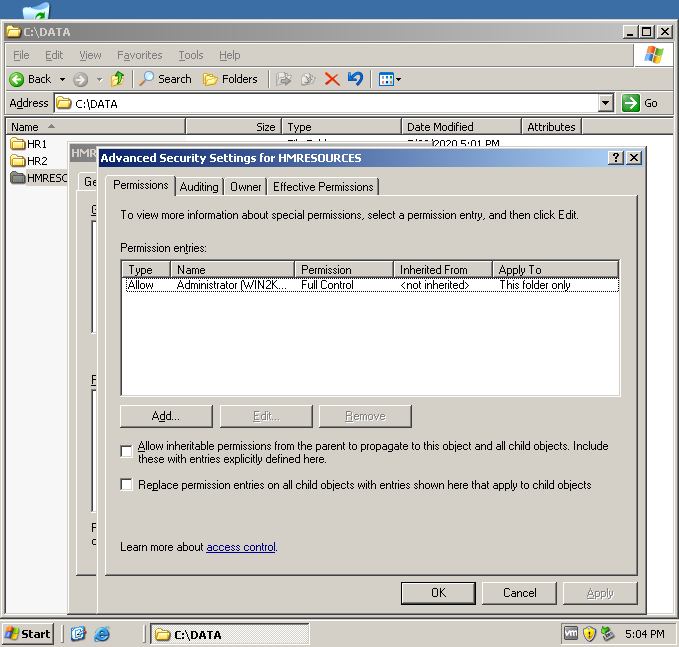 C:\DATA
File Edit View Favorites Tools Help
Back Search Folders
Address C:\DATA Go
Name Size Type Date Modified Attributes
HR1
HR2
HMRESC
HMR
Advanced Security Settings for HMRESOURCES
Ge
Permissions Auditing Owner Effective Permissions
To view more information about special permissions, select a permission entry, and then click Edit.
Permission entries:
Type Name Permission Inherited From Apply To
Allow Administrator (WIN2K... Full Control <not inherited> This folder only
Add... Edit... Remove
Allow inheritable permissions from the parent to propagate to this object and all child objects. Include
these with entries explicitly defined here.
Replace permission entries on all child objects with entries shown here that apply to child objects
Learn more about access control.
OK Cancel Apply
Start C:\DATA vm 5:04 PM